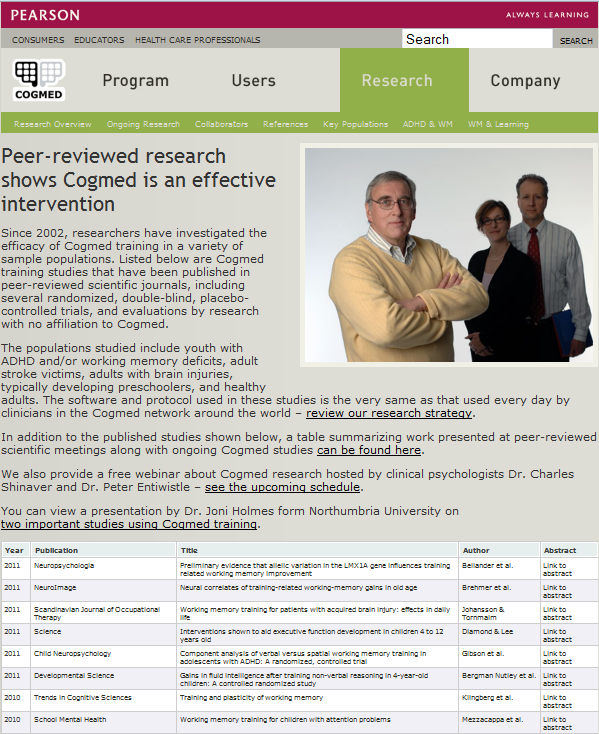 PEARSON
ALWAYS LEARNING
CONSUMERS EDUCATORS HEALTH CARE PROFESSIONALS
Search
SEARCH
COGMED
Program Users Research Company
Research Overview Ongoing Research Collaborators References Key Populations ADHD & WM WM & Learning
Peer-reviewed research
shows Cogmed is an effective
intervention
Since 2002, researchers have investigated the
efficacy of Cogmed training in a variety of
sample populations. Listed below are Cogmed
training studies that have been published in
peer-reviewed scientific journals, including
several randomized, double-blind, placebo-
controlled trials, and evaluations by research
with no affiliation to Cogmed.
The populations studied include youth with
ADHD and/or working memory deficits, adult
stroke victims, adults with brain injuries,
typically developing preschoolers, and healthy
adults. The software and protocol used in these studies is the very same as that used every day by
clinicians in the Cogmed network around the world – review our research strategy.
In addition to the published studies shown below, a table summarizing work presented at peer-reviewed
scientific meetings along with ongoing Cogmed studies can be found here.
We also provide a free webinar about Cogmed research hosted by clinical psychologists Dr. Charles
Shinaver and Dr. Peter Entiwistle – see the upcoming schedule.
You can view a presentation by Dr. Joni Holmes form Northumbria University on
two important studies using Cogmed training.
Year Publication Title Author Abstract
2011 Neuropsychologia Preliminary evidence that allelic variation in the LMX1A gene influences training Bellander et al. Link to
related working memory improvement abstract
2011 NeuroImage Neural correlates of training-related working-memory gains in old age Brehmer et al. Link to
abstract
2011 Scandinavian Journal of Occupational Working memory training for patients with acquired brain injury: effects in daily Johansson & Link to
Therapy life Tornmalm abstract
2011 Science Interventions shown to aid executive function development in children 4 to 12 Diamond & Lee Link to
years old abstract
2011 Child Neuropsychology Component analysis of verbal versus spatial working memory training in Gibson et al. Link to
adolescents with ADHD: A randomized, controlled trial abstract
2011 Developmental Science Gains in fluid intelligence after training non-verbal reasoning in 4-year-old Bergman Nutley et al. Link to
children: A controlled randomized study abstract
2010 Trends in Cognitive Sciences Training and plasticity of working memory Klingberg et al. Link to
abstract
2010 School Mental Health Working memory training for children with attention problems Mezzacappa et al. Link to
abstract